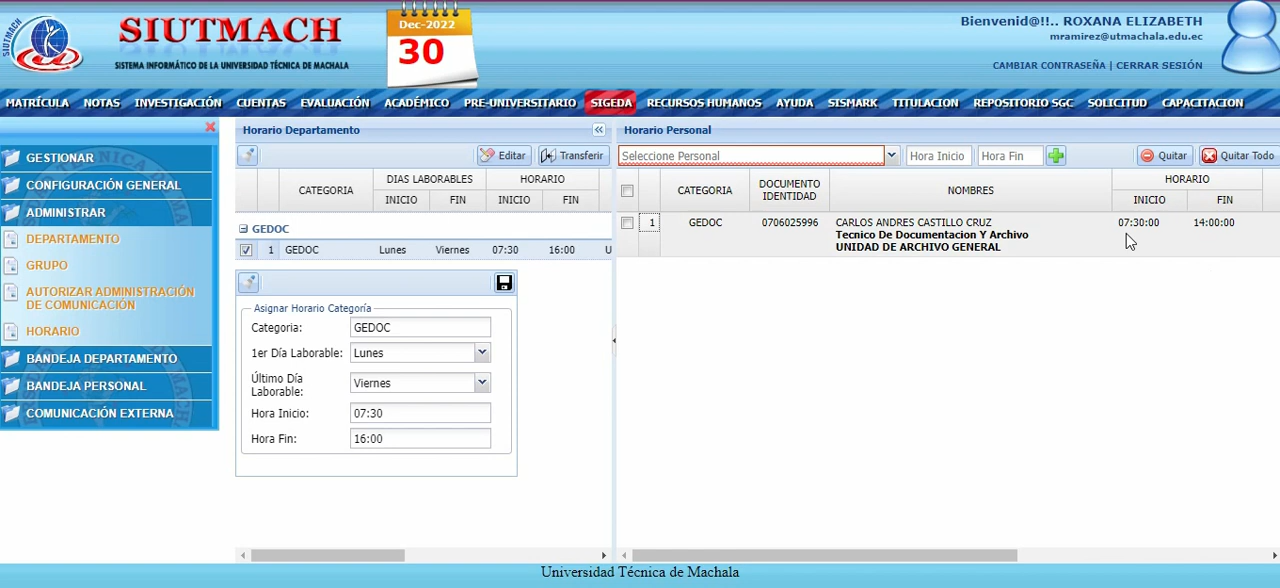 SIUTMACH
SIUTMACH
SISTEMA INFORMÁTICO DE LA UNIVERSIDAD TÉCNICA DE MACHALA
Dec-2022
30
Bienvenid@!!.. ROXANA ELIZABETH
mramirez@utmachala.edu.ec
CAMBIAR CONTRASEÑA | CERRAR SESIÓN
MATRÍCULA NOTAS INVESTIGACIÓN CUENTAS EVALUACIÓN ACADÉMICO PRE-UNIVERSITARIO SIGEDA RECURSOS HUMANOS AYUDA SISMARK TITULACION REPOSITORIO SGC SOLICITUD CAPACITACION
GESTIONAR
CONFIGURACIÓN GENERAL
ADMINISTRAR
DEPARTAMENTO
GRUPO
AUTORIZAR ADMINISTRACIÓN
DE COMUNICACIÓN
HORARIO
BANDEJA DEPARTAMENTO
BANDEJA PERSONAL
COMUNICACIÓN EXTERNA
Horario Departamento
Editar Transferir
CATEGORIA DIAS LABORABLES HORARIO
INICIO FIN INICIO FIN
GEDOC
1 GEDOC Lunes Viernes 07:30 16:00 U
Asignar Horario Categoría
Categoria: GEDOC
1er Día Laborable: Lunes
Último Día
Laborable: Viernes
Hora Inicio: 07:30
Hora Fin: 16:00
Horario Personal
Seleccione Personal Hora Inicio Hora Fin Quitar Quitar Todo
CATEGORIA DOCUMENTO
IDENTIDAD NOMBRES HORARIO
INICIO FIN
1 GEDOC 0706025996 CARLOS ANDRES CASTILLO CRUZ 07:30:00 14:00:00
Tecnico De Documentacion Y Archivo
UNIDAD DE ARCHIVO GENERAL
Universidad Técnica de Machala